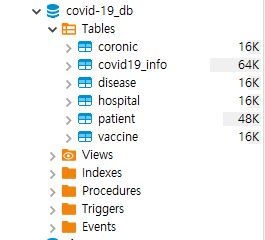 covid-19_db
Tables
coronic 16K
covid19_info 64K
disease 16K
hospital 16K
patient 48K
vaccine 16K
Views
Indexes
Procedures
Triggers
Events